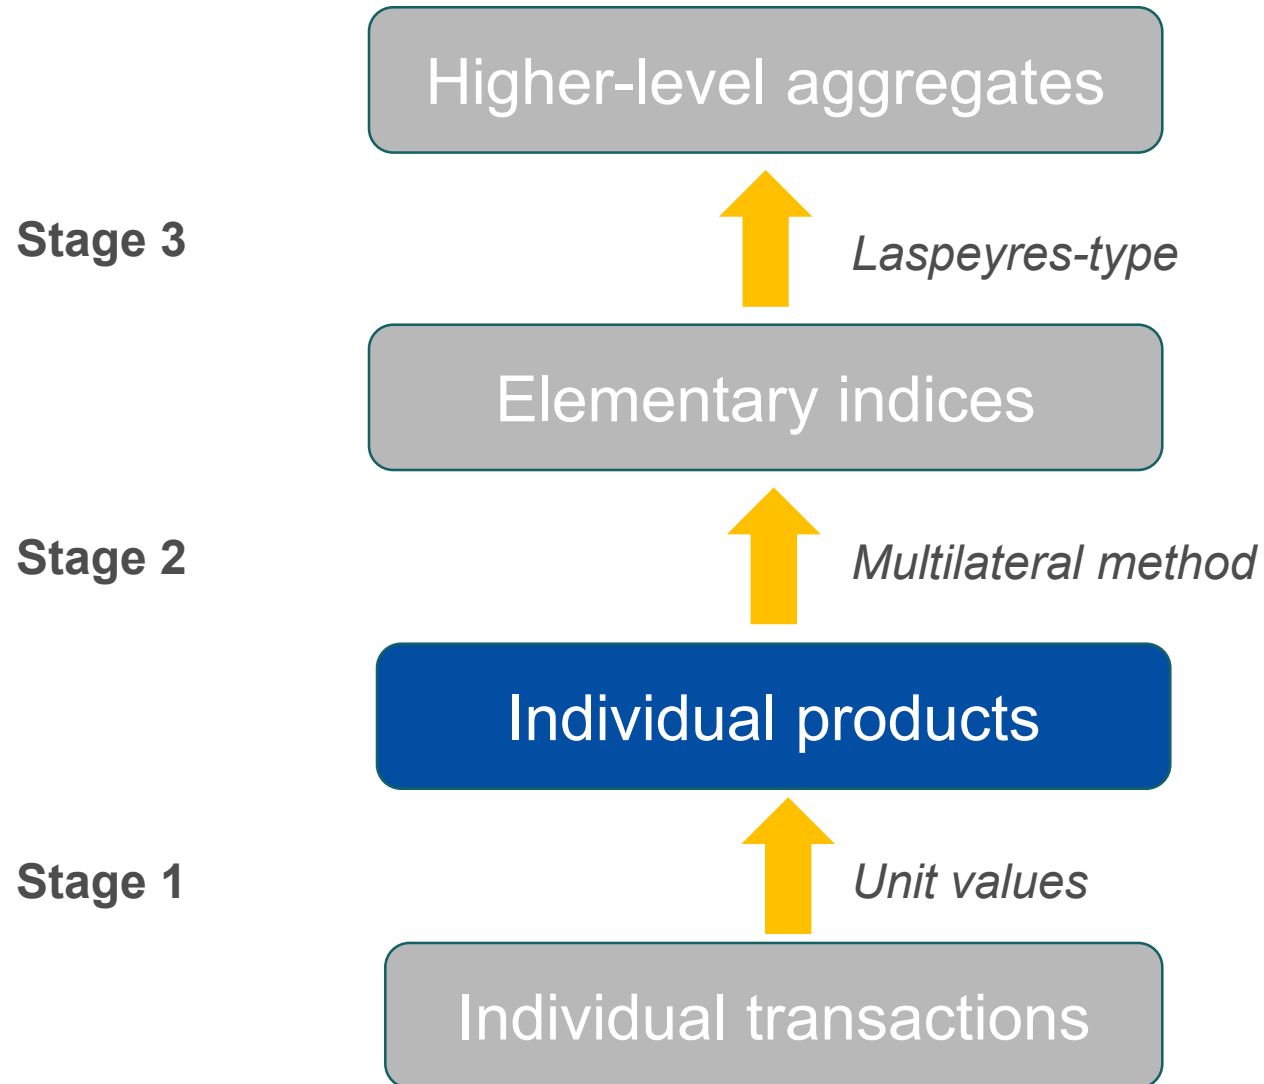 Higher-level aggregates
Stage 3
Laspeyres-type
Elementary indices
Stage 2
Multilateral method
Individual products
Stage 1
Unit values
Individual transactions